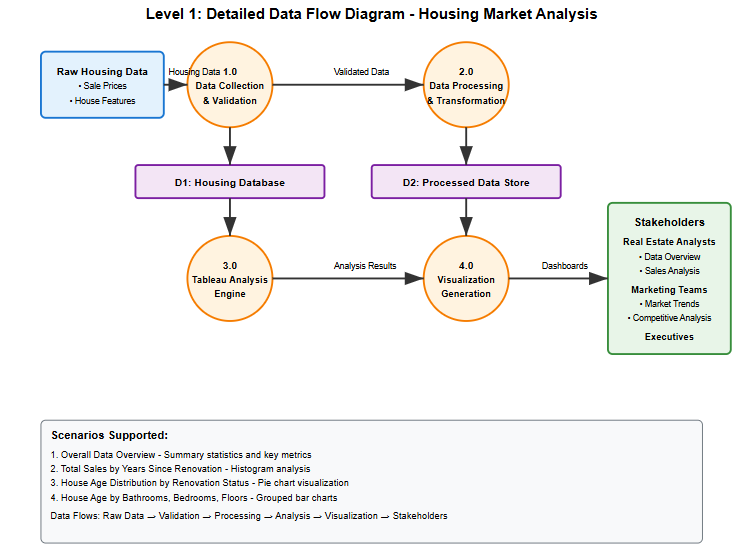 Level 1: Detailed Data Flow Diagram - Housing Market Analysis
Raw Housing Data
• Sale Prices
• House Features
Housing Data
1.0
Data Collection
& Validation
Validated Data
2.0
Data Processing
& Transformation
D1: Housing Database
D2: Processed Data Store
3.0
Tableau Analysis
Engine
Analysis Results
4.0
Visualization
Generation
Dashboards
Stakeholders
Real Estate Analysts
• Data Overview
• Sales Analysis
Marketing Teams
• Market Trends
• Competitive Analysis
Executives
Scenarios Supported:
1. Overall Data Overview - Summary statistics and key metrics
2. Total Sales by Years Since Renovation - Histogram analysis
3. House Age Distribution by Renovation Status - Pie chart visualization
4. House Age by Bathrooms, Bedrooms, Floors - Grouped bar charts
Data Flows: Raw Data → Validation → Processing → Analysis → Visualization → Stakeholders